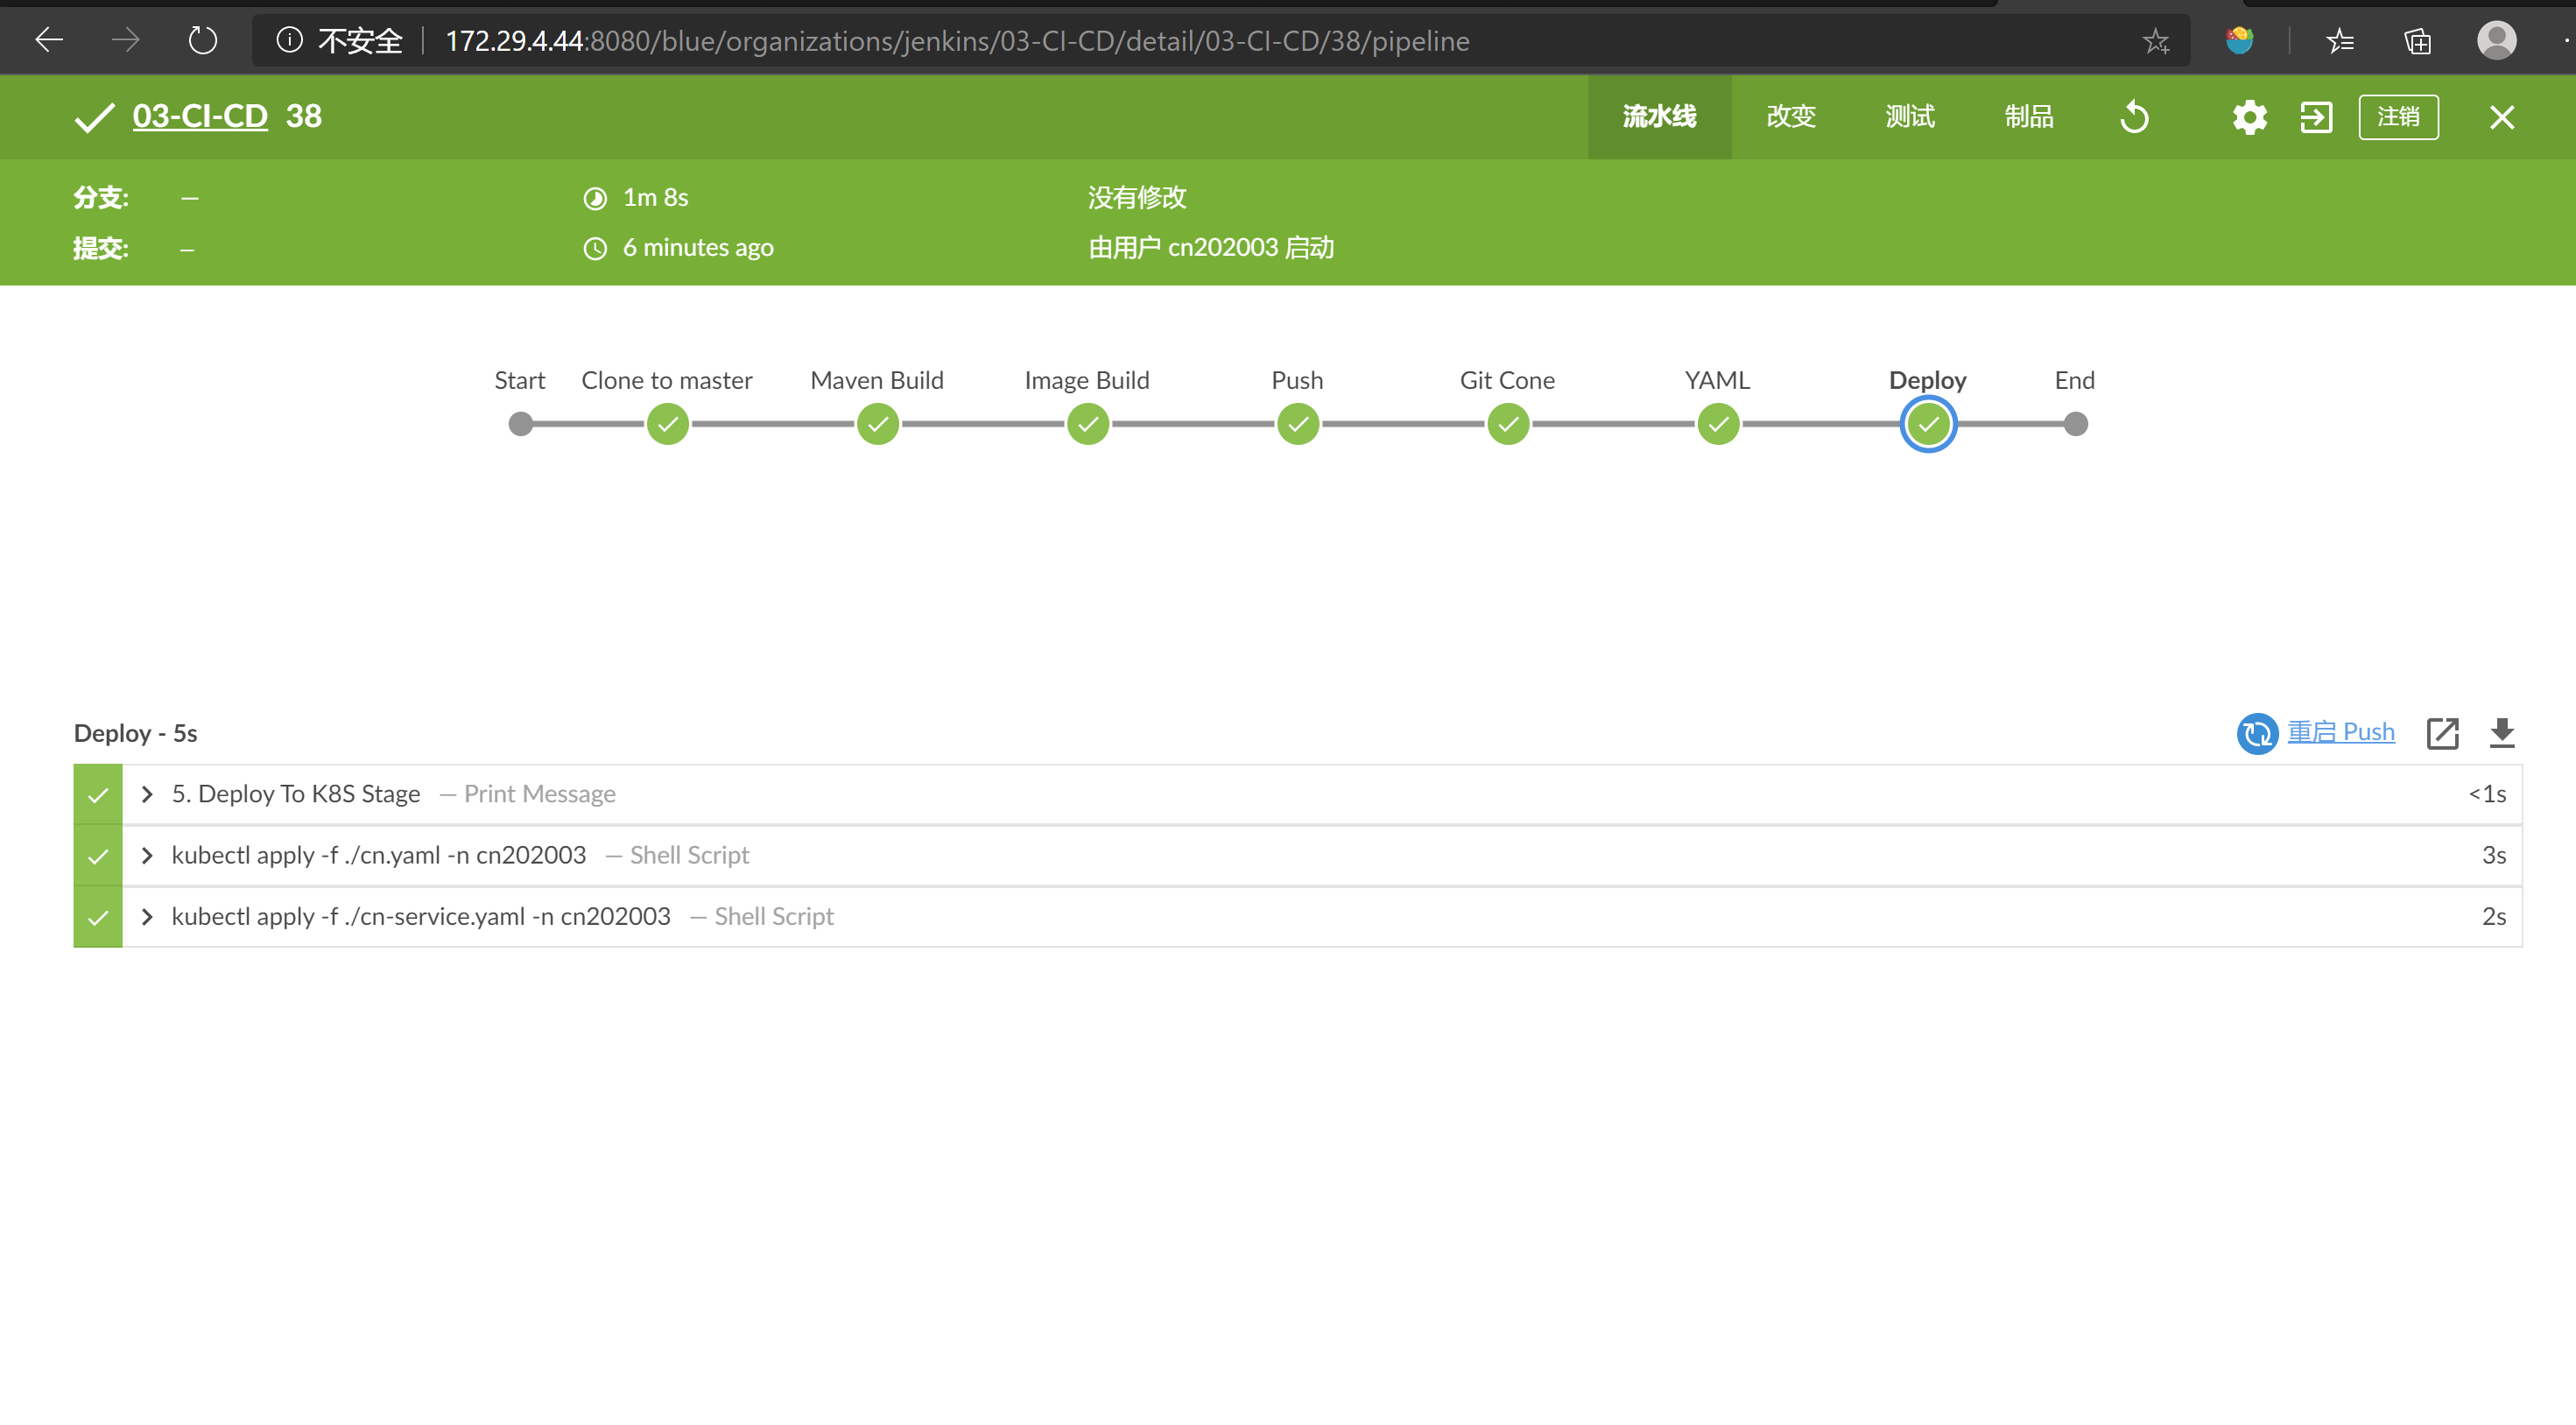 不安全 172.29.4.44:8080/blue/organizations/jenkins/03-CI-CD/detail/03-CI-CD/38/pipeline
03-CI-CD 38 流水线 改变 测试 制品 注销
分支: — 1m 8s 没有修改
提交: – 6 minutes ago 由用户 cn202003 启动
Start Clone to master Maven Build Image Build Push Git Cone YAML Deploy End
Deploy - 5s 重启 Push
5. Deploy To K8S Stage — Print Message <1s
kubectl apply -f ./cn.yaml -n cn202003 — Shell Script 3s
kubectl apply -f ./cn-service.yaml -n cn202003 — Shell Script 2s